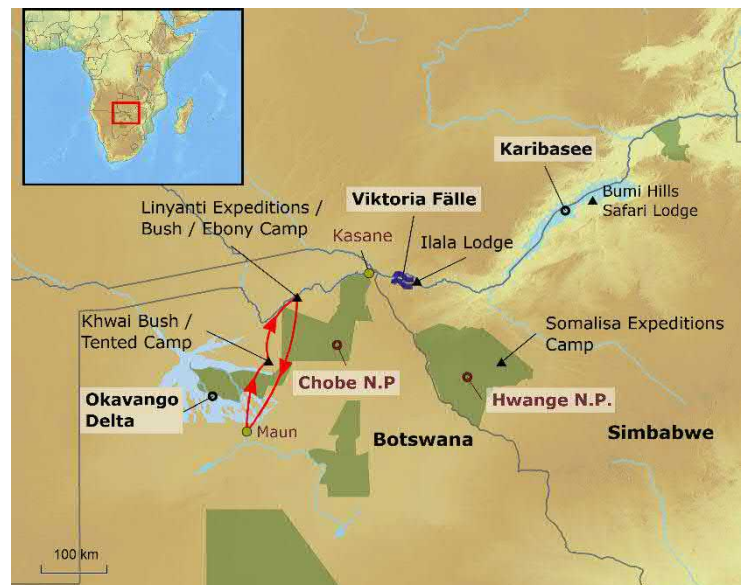 Karibasee
Bumi Hills
Safari Lodge
Viktoria Fälle
Linyanti Expeditions /
Bush / Ebony Camp
Kasane
Ilala Lodge
Khwai Bush /
Tented Camp
Somalisa Expeditions
Camp
Chobe N.P
Hwange N.P.
Okavango
Delta
Maun
Botswana
Simbabwe
100 km